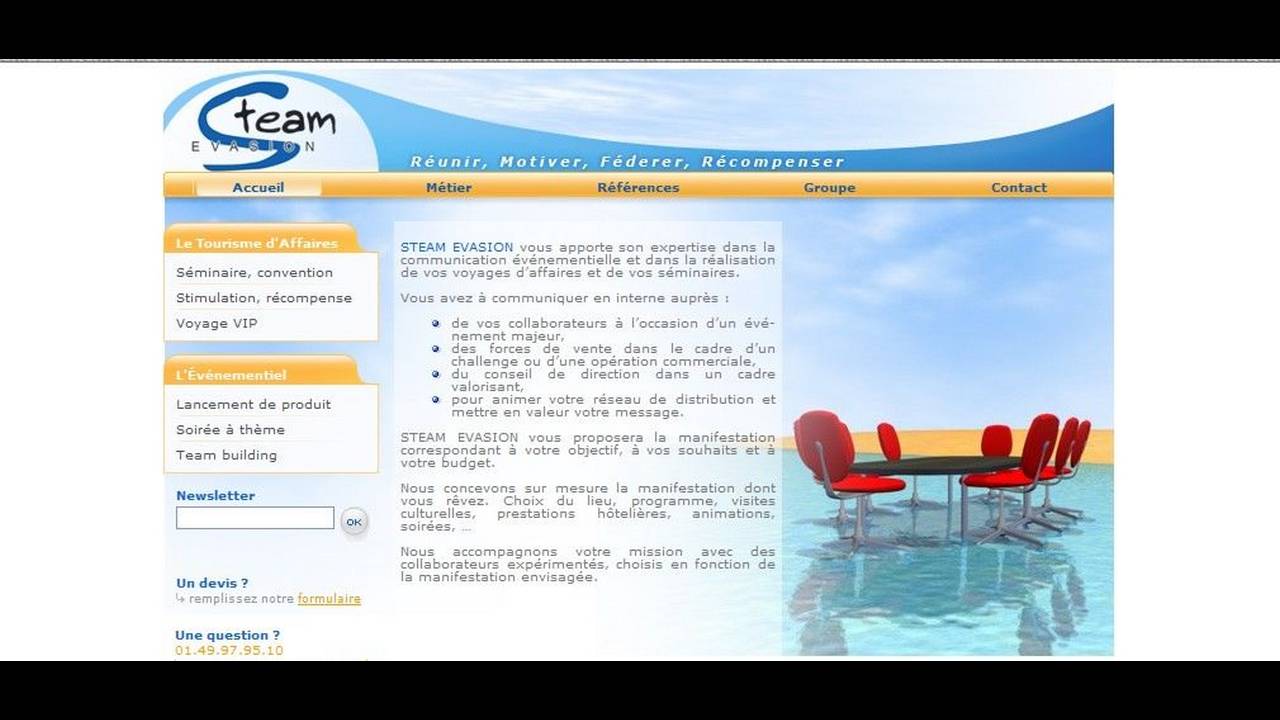 Steam
EVASION
Réunir, Motiver, Féderer, Récompenser
Accueil Métier Références Groupe Contact
Le Tourisme d'Affaires
Séminaire, convention
Stimulation, récompense
Voyage VIP
L'Événementiel
Lancement de produit
Soirée à thème
Team building
Newsletter
OK
Un devis ?
remplissez notre formulaire
Une question ?
01.49.97.95.10
STEAM EVASION vous apporte son expertise dans la
communication événementielle et dans la réalisation
de vos voyages d'affaires et de vos séminaires.
Vous avez à communiquer en interne auprès :
de vos collaborateurs à l'occasion d'un évé-
nement majeur,
des forces de vente dans le cadre d'un
challenge ou d'une opération commerciale,
du conseil de direction dans un cadre
valorisant,
pour animer votre réseau de distribution et
mettre en valeur votre message.
STEAM EVASION vous proposera la manifestation
correspondant à votre objectif, à vos souhaits et à
votre budget.
Nous concevons sur mesure la manifestation dont
vous rêvez. Choix du lieu, programme, visites
culturelles, prestations hôtelières, animations,
soirées, …
Nous accompagnons votre mission avec des
collaborateurs expérimentés, choisis en fonction de
la manifestation envisagée.